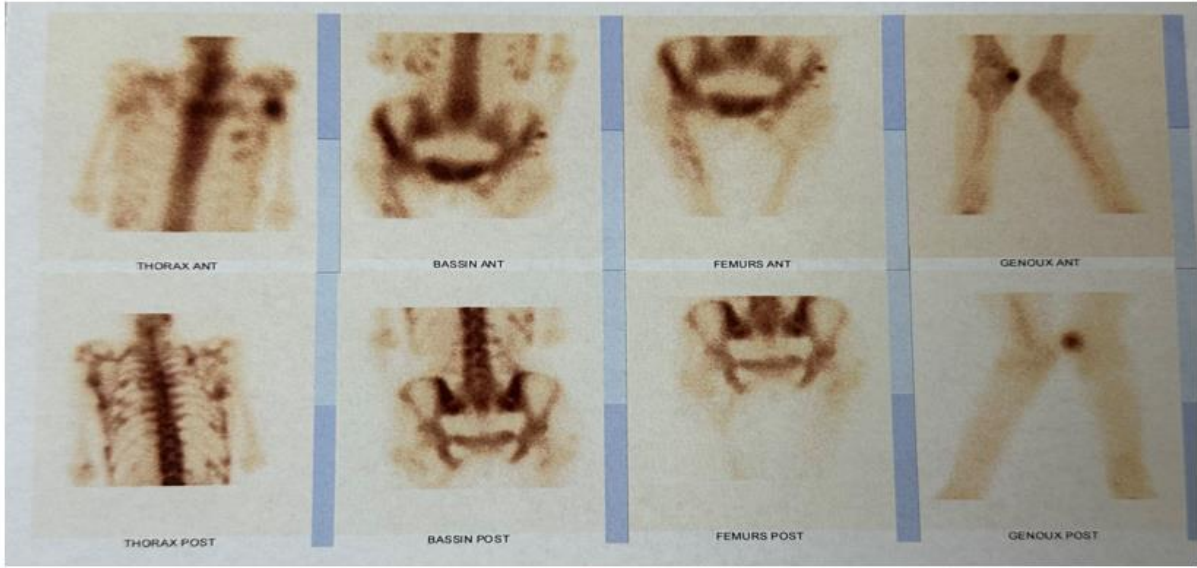 THORAX ANT
BASSIN ANT
FEMURS ANT
GENOUX ANT
THORAX POST
BASSIN POST
FEMURS POST
GENOUX POST